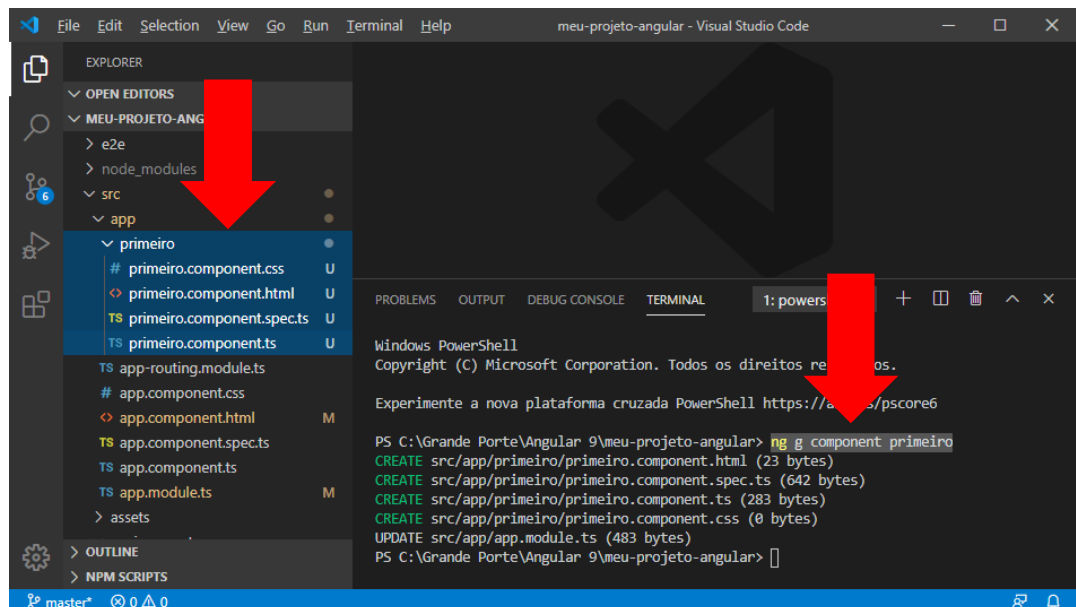 File Edit Selection View Go Run Terminal Help meu-projeto-angular - Visual Studio Code
EXPLORER
OPEN EDITORS
MEU-PROJETO-ANG
e2e
node_modules
src
app
primeiro
# primeiro.component.css U
<> primeiro.component.html U
TS primeiro.component.spec.ts U
TS primeiro.component.ts U
TS app-routing.module.ts
# app.component.css
<> app.component.html M
TS app.component.spec.ts
TS app.component.ts
TS app.module.ts M
> assets
> OUTLINE
> NPM SCRIPTS
6
PROBLEMS OUTPUT DEBUG CONSOLE TERMINAL 1: powers
Windows PowerShell
Copyright (C) Microsoft Corporation. Todos os direitos os.
Experimente a nova plataforma cruzada PowerShell https:// /pscore6
PS C:\Grande Porte\Angular 9\meu-projeto-angular> ng g component primeiro
CREATE src/app/primeiro/primeiro.component.html (23 bytes)
CREATE src/app/primeiro/primeiro.component.spec.ts (642 bytes)
CREATE src/app/primeiro/primeiro.component.ts (283 bytes)
CREATE src/app/primeiro/primeiro.component.css (0 bytes)
UPDATE src/app/app.module.ts (483 bytes)
PS C:\Grande Porte\Angular 9\meu-projeto-angular>
master* 0 0